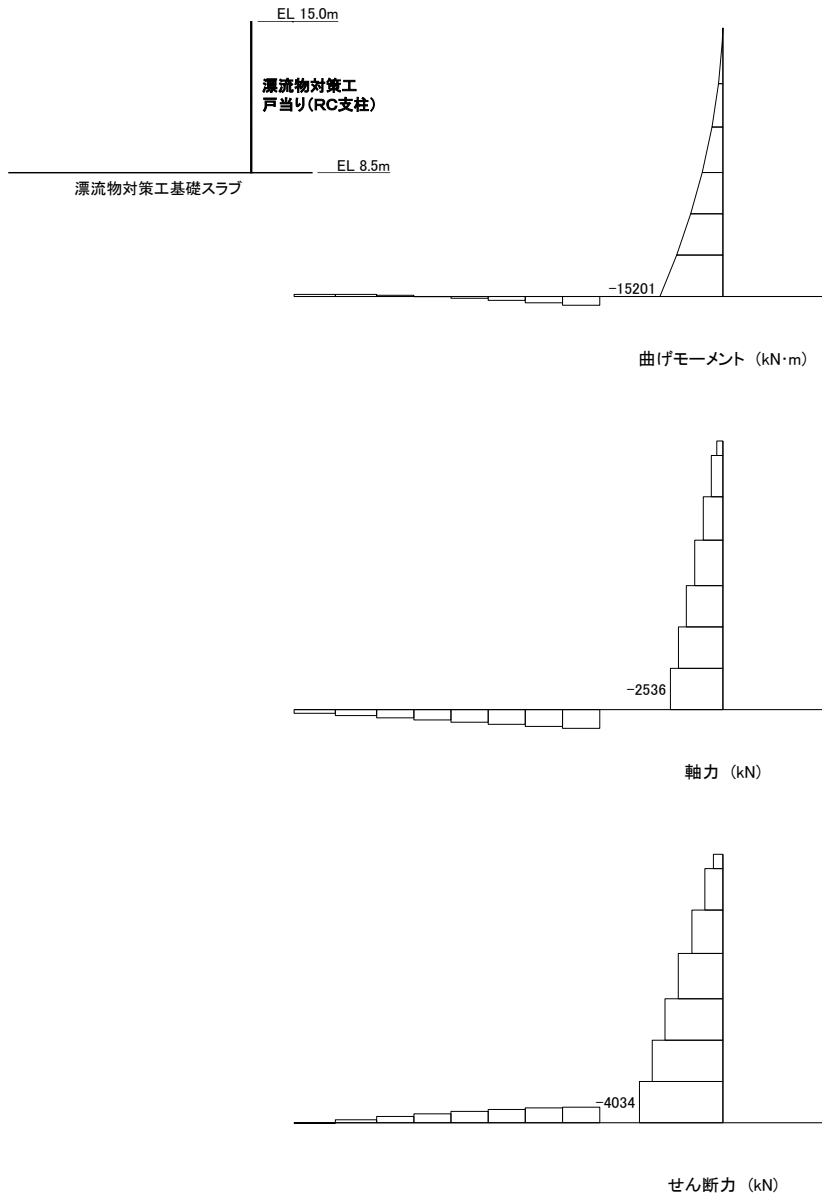 EL 15.0m
漂流物対策工
戸当り(RC支柱)
EL 8.5m
漂流物対策工基礎スラブ
-15201
曲げモーメント (kN･m)
-2536
軸力 (kN)
-4034
せん断力 (kN)